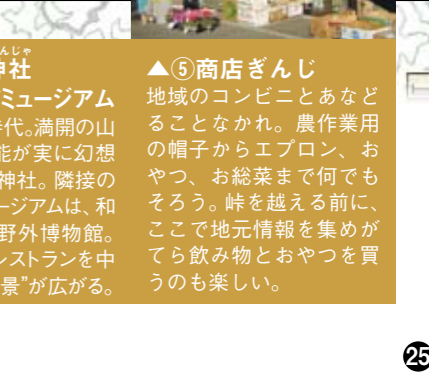 んじゃ
神社
ミュージアム
時代。満開の山
能が実に幻想
神社。隣接の
ージアムは、和
野外博物館。
レストランを中
景”が広がる。
▲⑤商店ぎんじ
地域のコンビニとあなど
ることなかれ。農作業用
の帽子からエプロン、お
やつ、お総菜まで何でも
そろう。峠を越える前に、
ここで地元情報を集めが
てら飲み物とおやつを買
うのも楽しい。
25